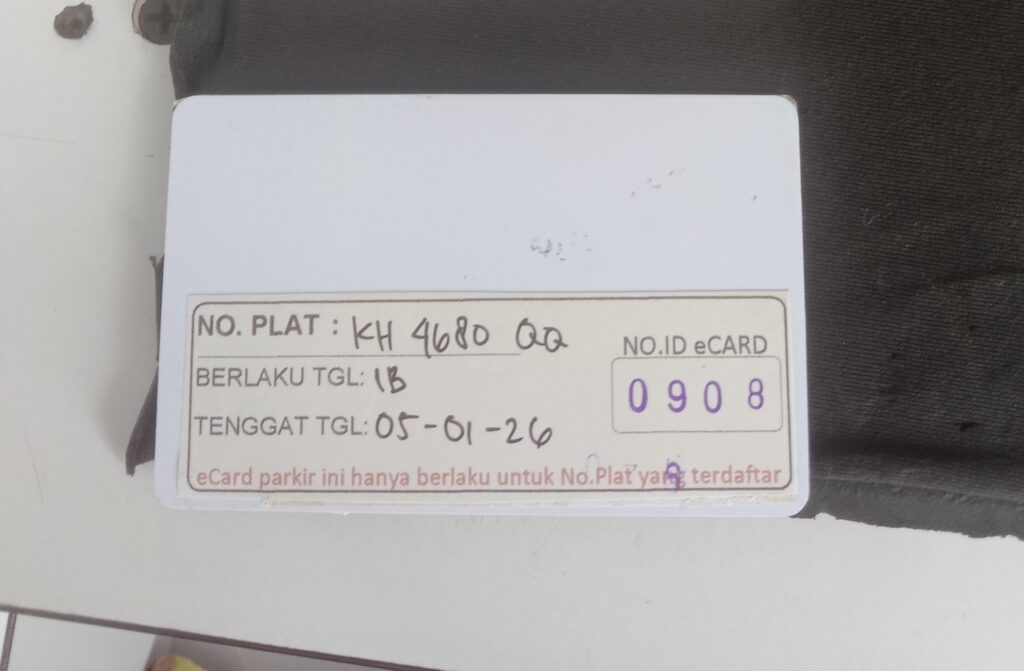 NO. PLAT : KH 4680 QQ
NO.ID eCARD
BERLAKU TGL: 1B
0908
TENGGAT TGL: 05-01-26
eCard parkir ini hanya berlaku untuk No.Plat yang terdaftar